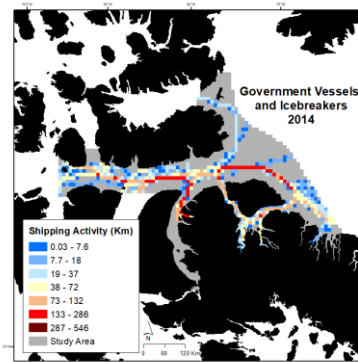 Government Vessels
and Icebreakers
2014
Shipping Activity (Km)
0.03 - 7.6
7.7 - 18
19 - 37
38 - 72
73 - 132
133 - 286
287 - 546
Study Area
N
0
120 Km